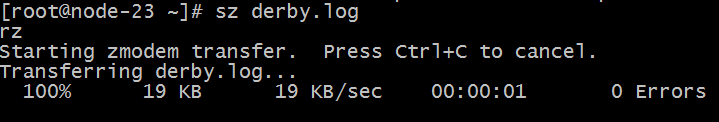 [root@node-23 ~]# sz derby.log
rz
Starting zmodem transfer.  Press Ctrl+C to cancel.
Transferring derby.log...
  100%      19 KB      19 KB/sec    00:00:01       0 Errors